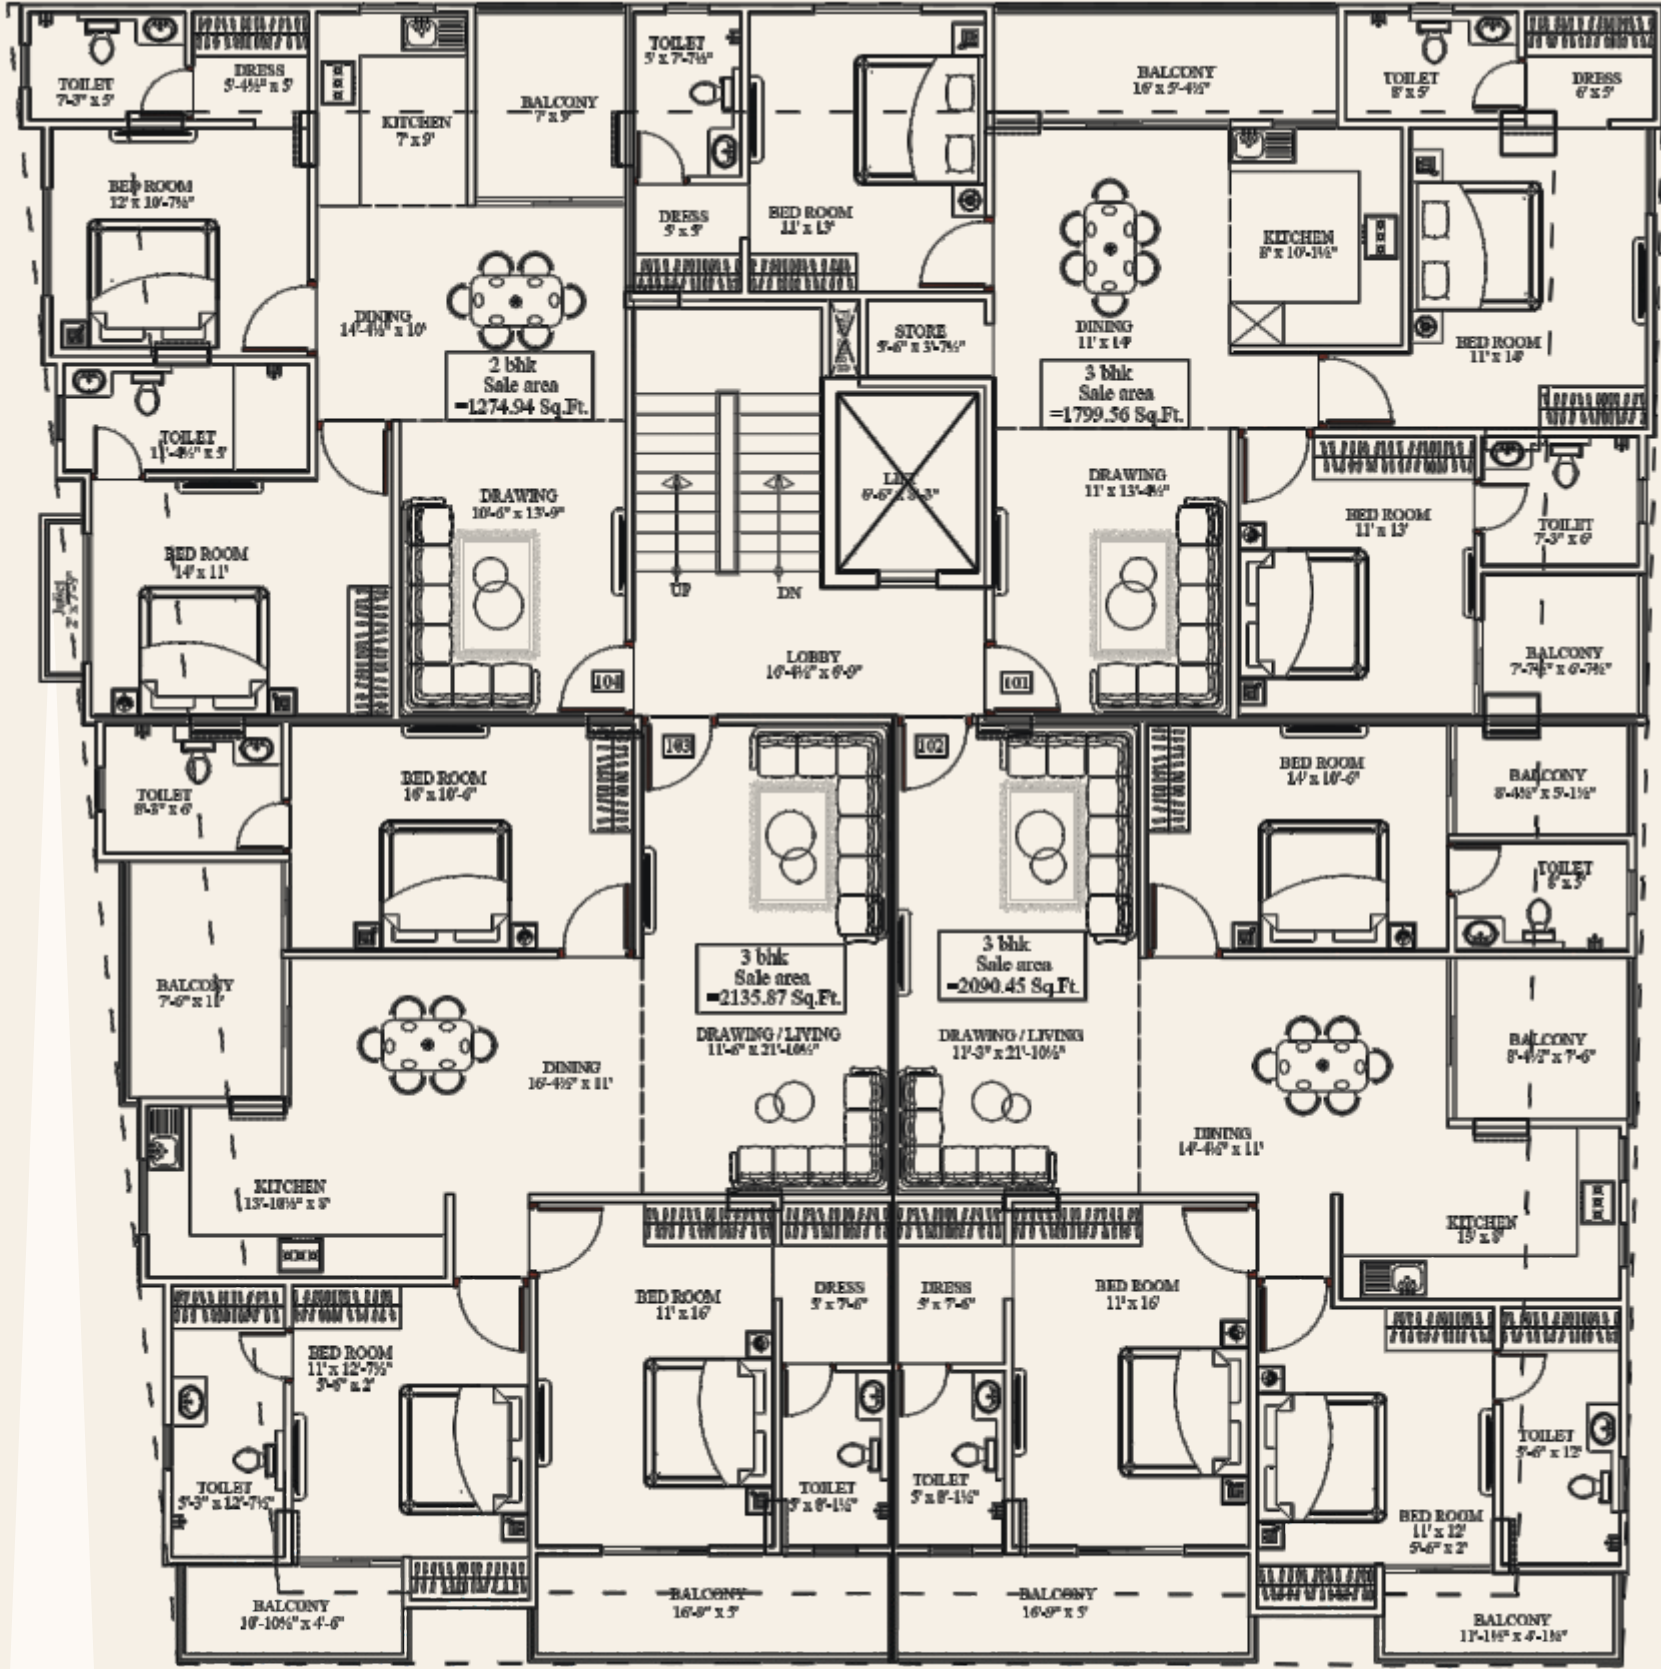 TOILET
7'-3" x 5'
DRESS
5'-4½" x 5'
KITCHEN
7' x 9'
BALCONY
7' x 9'
TOILET
5' x 7'-7½"
DRESS
5' x 5'
BED ROOM
11' x 13'
BALCONY
16' x 5'-4½"
TOILET
8' x 5'
DRESS
6' x 5'
BED ROOM
12' x 10'-7½"
DINING
14'-4½" x 10'
2 bhk
Sale area
=1274.94 Sq.Ft.
STORE
5'-6" x 3'-7½"
DINING
11' x 14'
3 bhk
Sale area
=1799.56 Sq.Ft.
KITCHEN
8' x 10'-1½"
BED ROOM
11' x 14'
TOILET
11'-4½" x 5'
DRAWING
10'-6" x 13'-9"
DRAWING
11' x 13'-4½"
BED ROOM
11' x 13'
TOILET
7'-3" x 6'
BED ROOM
14' x 11'
UP
DN
LOBBY
16'-4½" x 6'-9"
BALCONY
7'-7½" x 6'-7½"
104
101
103
102
TOILET
8'-3" x 6'
BED ROOM
16' x 10'-6"
BED ROOM
14' x 10'-6"
BALCONY
8'-4½" x 5'-1½"
TOILET
8' x 5'
BALCONY
7'-6" x 11'
3 bhk
Sale area
=2135.87 Sq.Ft.
3 bhk
Sale area
=2090.45 Sq.Ft.
DRAWING / LIVING
11'-6" x 21'-10½"
DRAWING / LIVING
11'-3" x 21'-10½"
BALCONY
8'-4½" x 7'-6"
DINING
16'-4½" x 11'
DINING
14'-4½" x 11'
KITCHEN
13'-10½" x 8'
KITCHEN
15' x 8'
BED ROOM
11' x 12'-7½"
5'-6" x 2'
BED ROOM
11' x 16'
DRESS
5' x 7'-6"
DRESS
5' x 7'-6"
BED ROOM
11' x 16'
TOILET
5'-3" x 12'-7½"
TOILET
5' x 8'-1½"
TOILET
5' x 8'-1½"
TOILET
5'-6" x 12'
BED ROOM
11' x 12'
5'-6" x 2'
BALCONY
10'-10½" x 4'-6"
BALCONY
16'-9" x 5'
BALCONY
16'-9" x 5'
BALCONY
11'-1½" x 4'-1½"